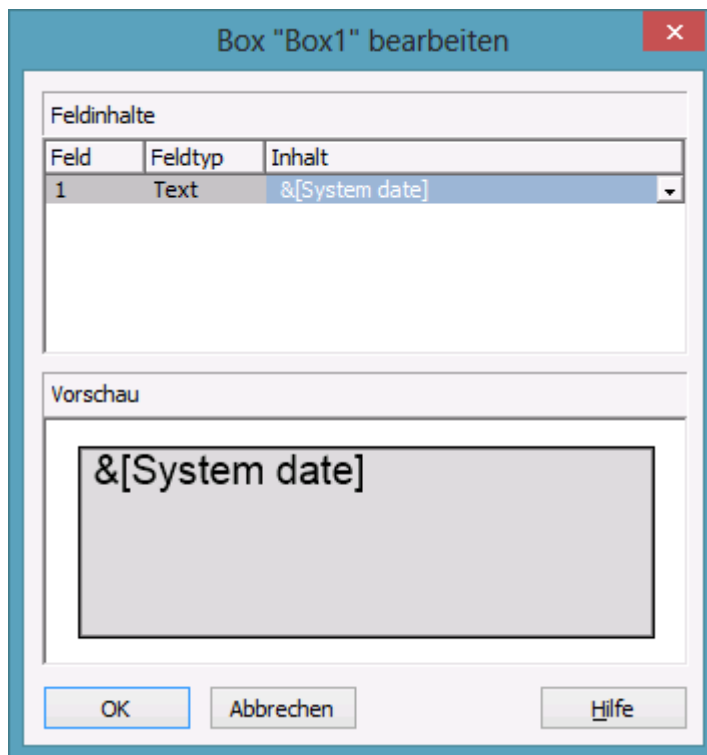 Box "Box1" bearbeiten
×
Feldinhalte
Feld Feldtyp Inhalt
1 Text &[System date]
Vorschau
&[System date]
OK Abbrechen Hilfe